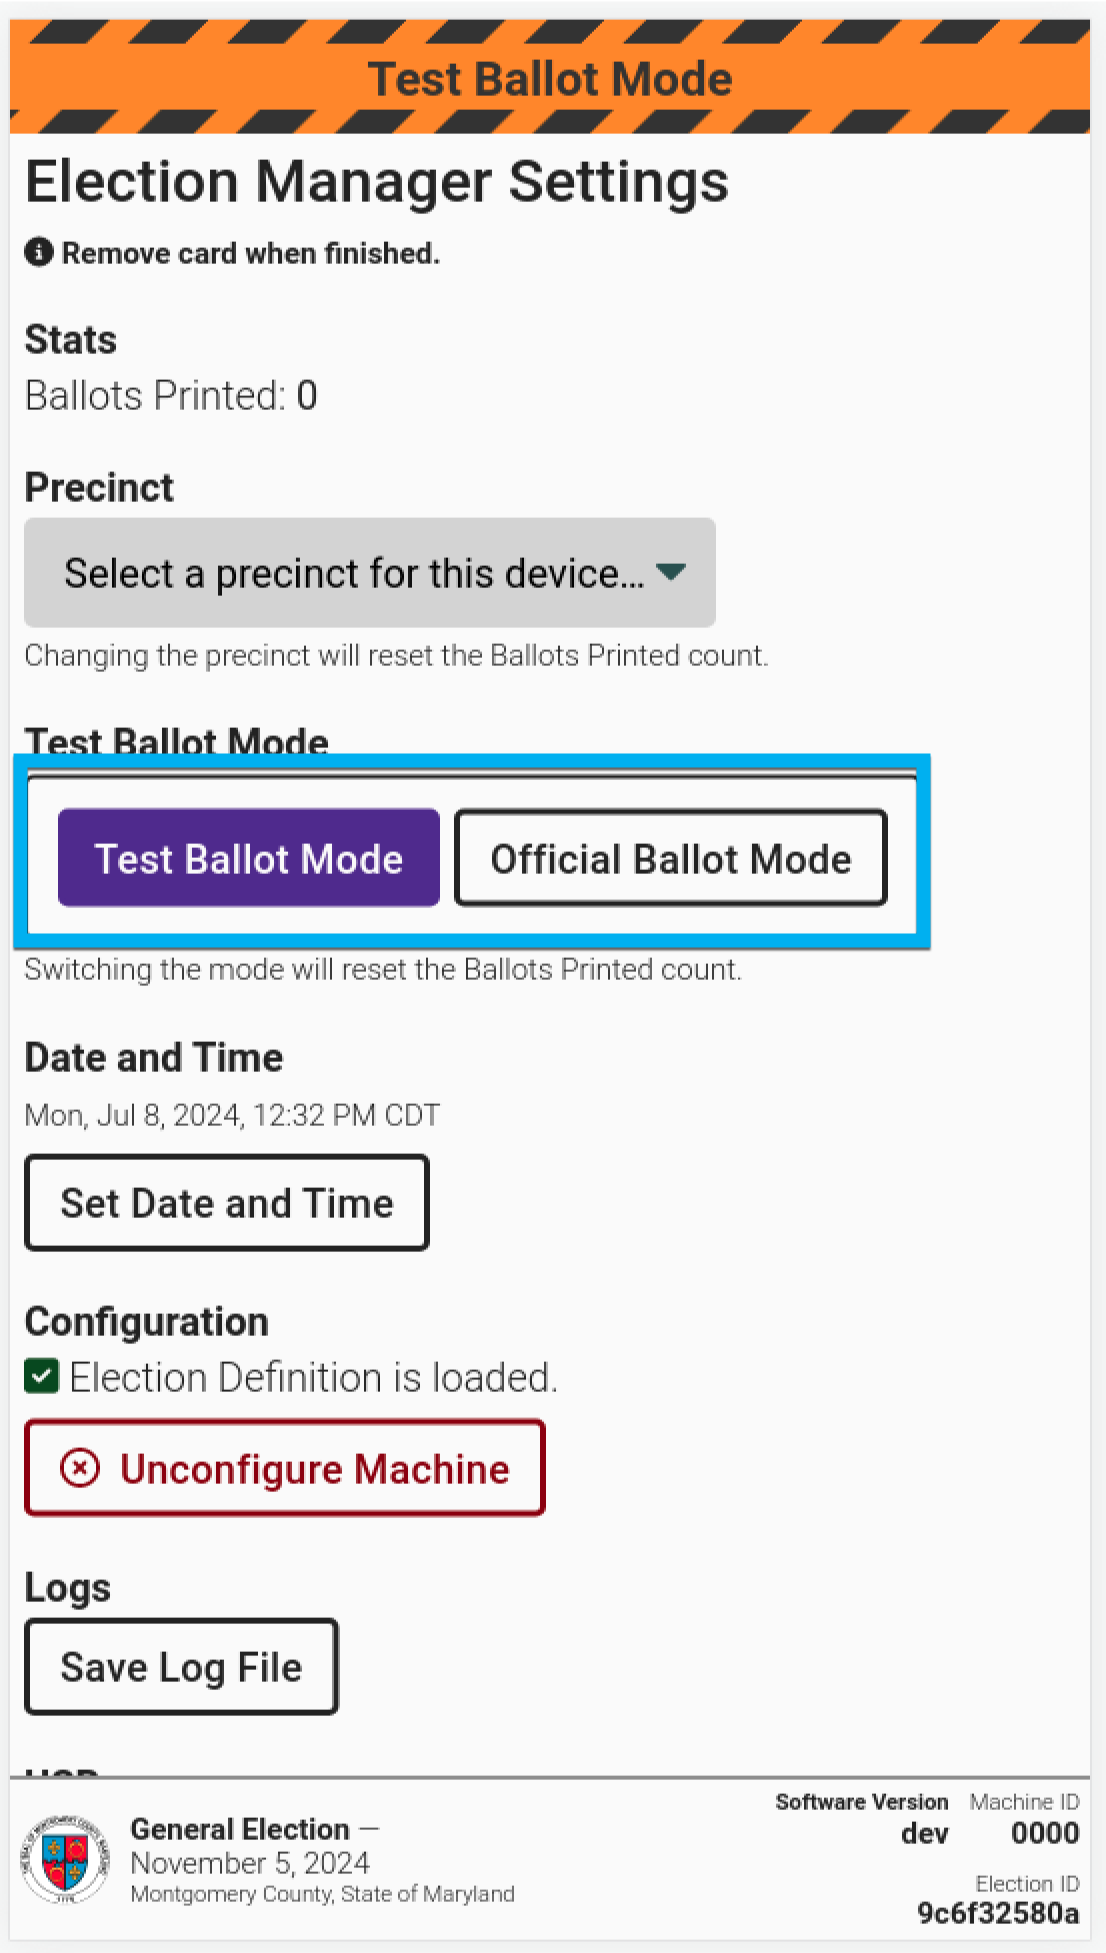 Test Ballot Mode
Election Manager Settings
Remove card when finished.
Stats
Ballots Printed: 0
Precinct
Select a precinct for this device...
Changing the precinct will reset the Ballots Printed count.
Test Ballot Mode
Test Ballot Mode Official Ballot Mode
Switching the mode will reset the Ballots Printed count.
Date and Time
Mon, Jul 8, 2024, 12:32 PM CDT
Set Date and Time
Configuration
Election Definition is loaded.
Unconfigure Machine
Logs
Save Log File
USB
General Election —
November 5, 2024
Montgomery County, State of Maryland
Software Version Machine ID
dev 0000
Election ID
9c6f32580a